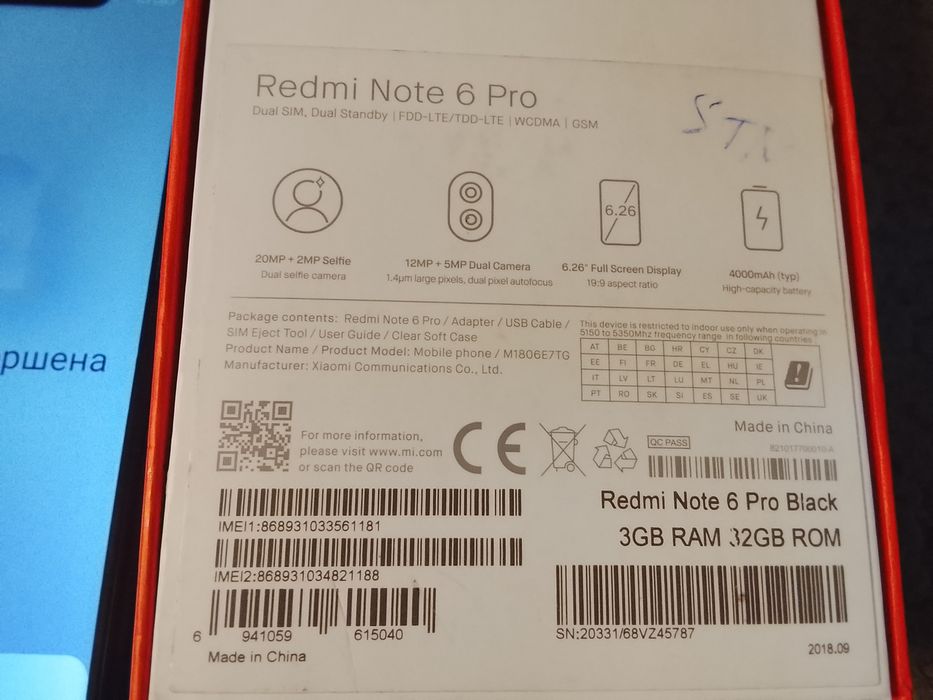 ршена
Redmi Note 6 Pro
Dual SIM, Dual Standby | FDD-LTE/TDD-LTE | WCDMA | GSM
6.26
20MP + 2MP Selfie
Dual selfie camera
12MP + 5MP Dual Camera
1.4µm large pixels, dual pixel autofocus
6.26" Full Screen Display
19:9 aspect ratio
4000mAh (typ)
High-capacity battery
Package contents: Redmi Note 6 Pro / Adapter / USB Cable /
SIM Eject Tool / User Guide / Clear Soft Case
Product Name / Product Model: Mobile phone / M1806E7TG
Manufacturer: Xiaomi Communications Co., Ltd.
This device is restricted to indoor use only when operating in
5150 to 5350Mhz frequency range in following countries
AT BE BG HR CY CZ DK
EE FI FR DE EL HU IE
IT LV LT LU MT NL PL
PT RO SK SI ES SE UK
For more information,
please visit www.mi.com
or scan the QR code
CE
QC PASS
Made in China
821017700010-A
Redmi Note 6 Pro Black
3GB RAM 32GB ROM
IMEI1:868931033561181
IMEI2:868931034821188
6 941059 615040
Made in China
SN:20331/68VZ45787
2018.09